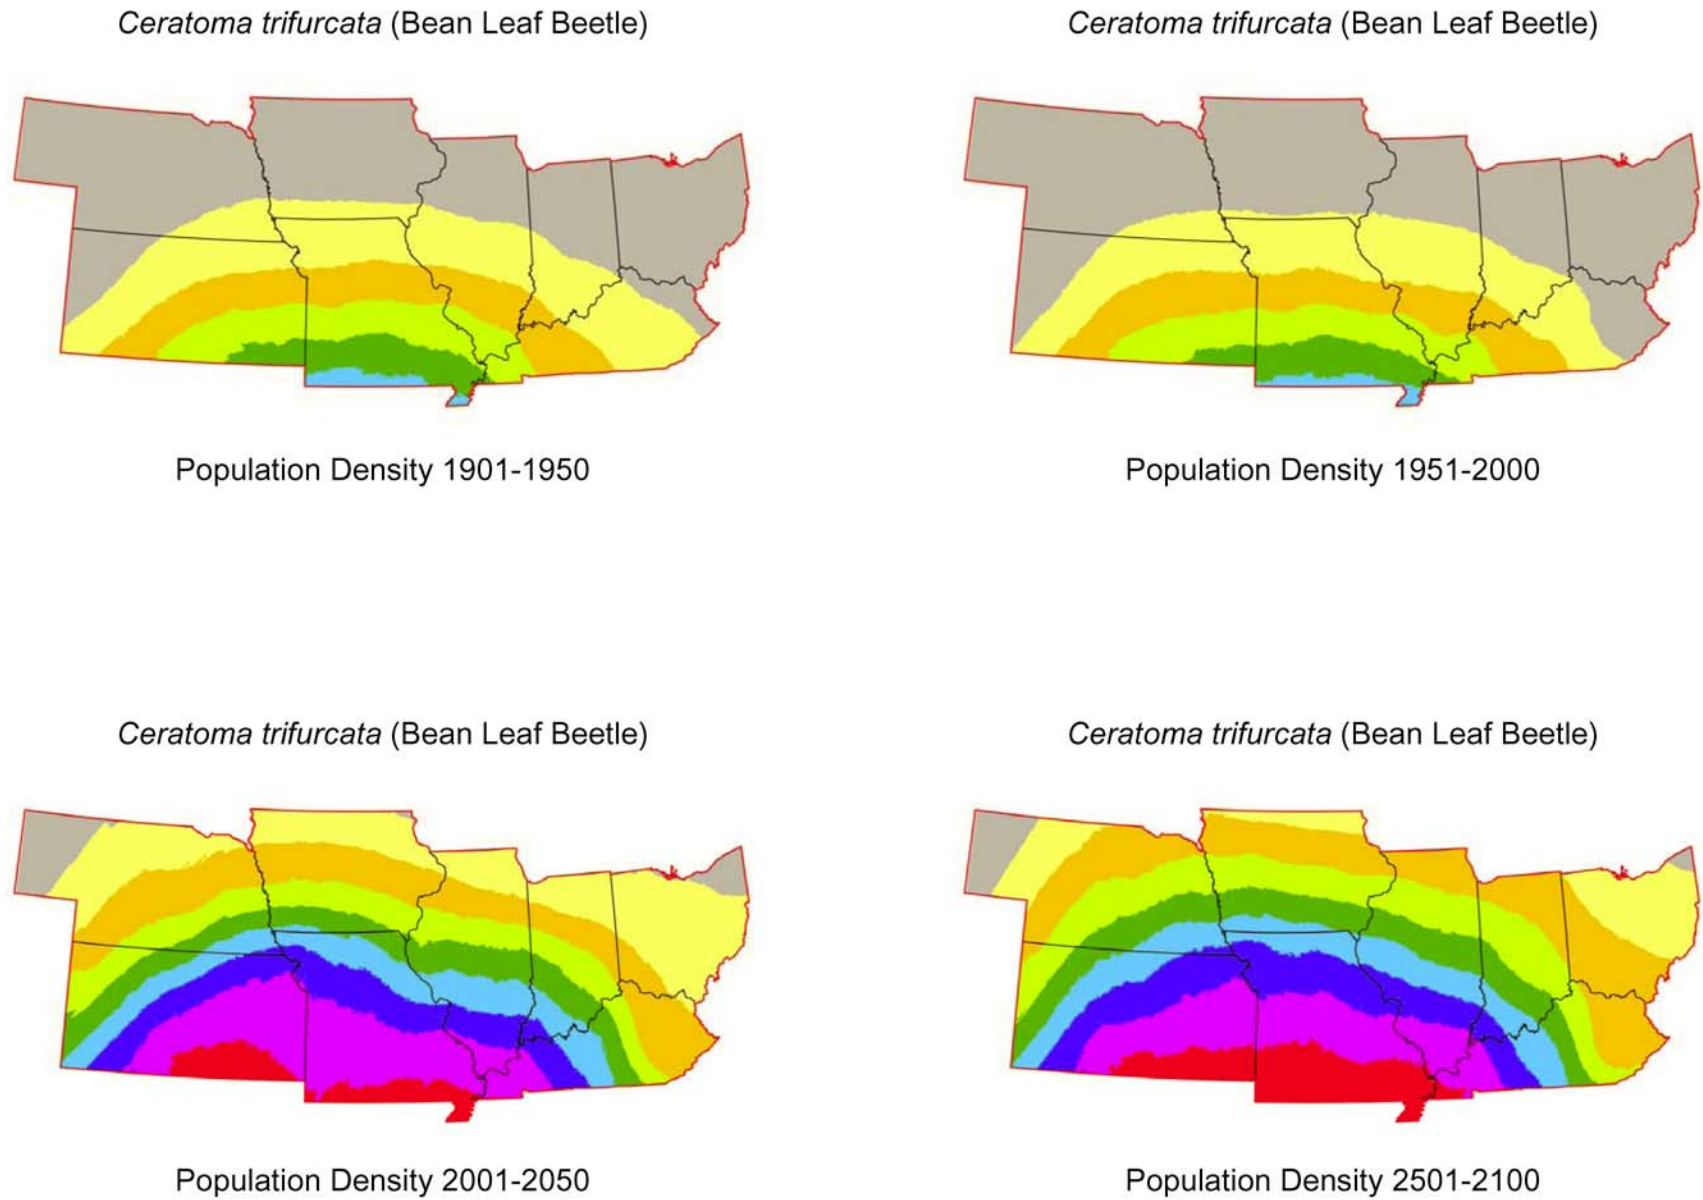 Ceratoma trifurcata (Bean Leaf Beetle)
Ceratoma trifurcata (Bean Leaf Beetle)
Population Density 1901-1950
Population Density 1951-2000
Ceratoma trifurcata (Bean Leaf Beetle)
Ceratoma trifurcata (Bean Leaf Beetle)
Population Density 2001-2050
Population Density 2501-2100